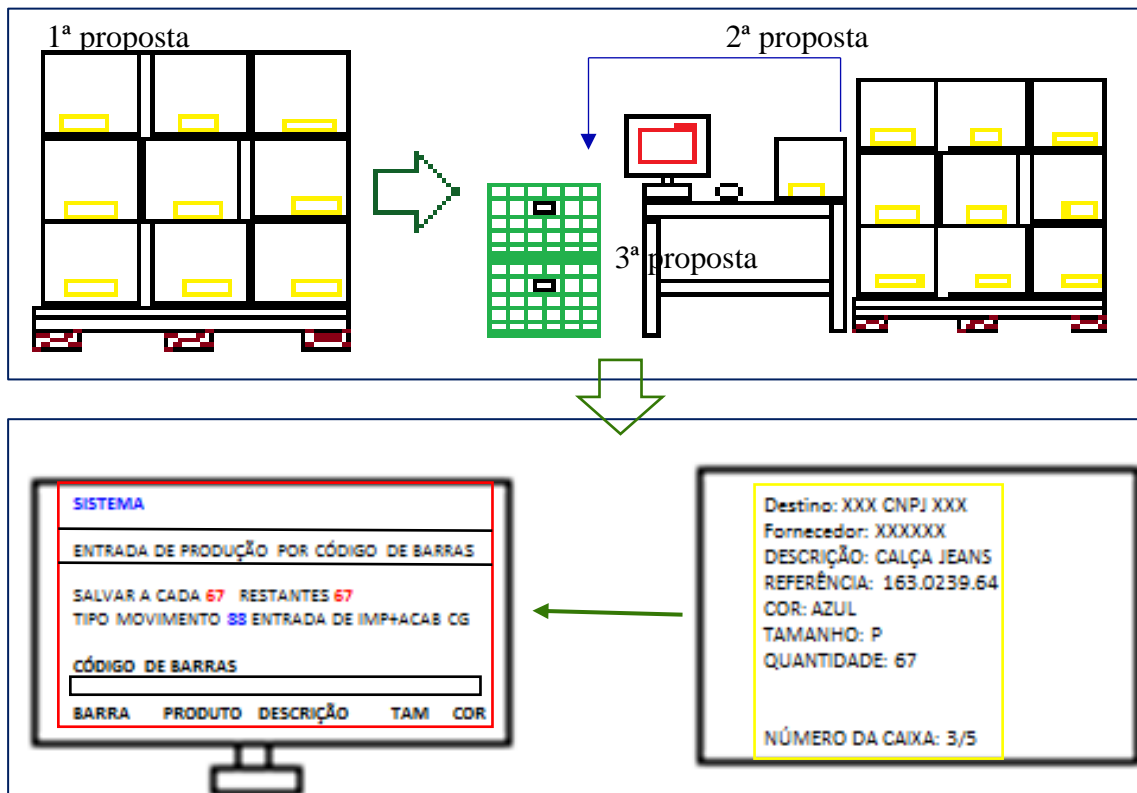 1ª proposta
2ª proposta
3ª proposta
SISTEMA
ENTRADA DE PRODUÇÃO POR CÓDIGO DE BARRAS
SALVAR A CADA 67 RESTANTES 67
TIPO MOVIMENTO 88 ENTRADA DE IMP+ACAB CG
CÓDIGO DE BARRAS
BARRA PRODUTO DESCRIÇÃO TAM COR
Destino: XXX CNPJ XXX
Fornecedor: XXXXXX
DESCRIÇÃO: CALÇA JEANS
REFERÊNCIA: 163.0239.64
COR: AZUL
TAMANHO: P
QUANTIDADE: 67
NÚMERO DA CAIXA: 3/5